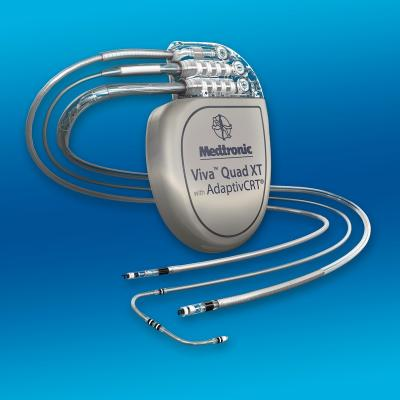 Medtronic
Viva™ Quad XT
with AdaptivCRT®